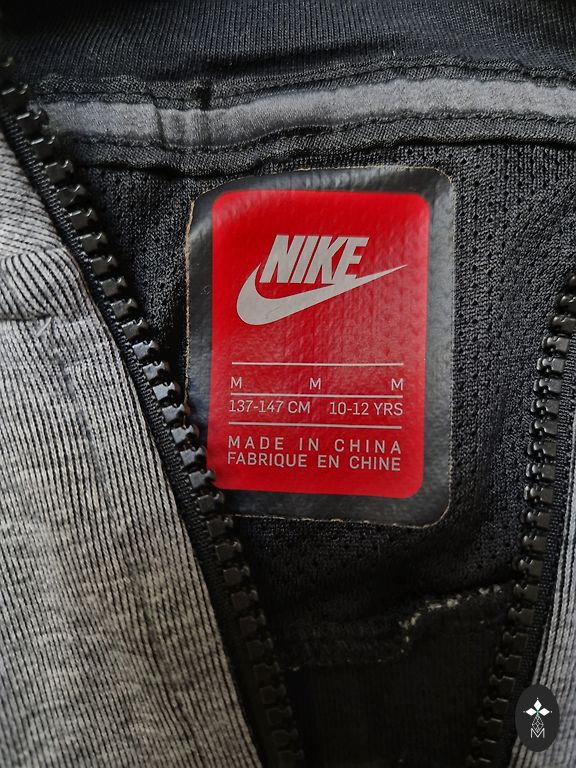 NIKE
M M M
137-147 CM 10-12 YRS
MADE IN CHINA
FABRIQUE EN CHINE
M